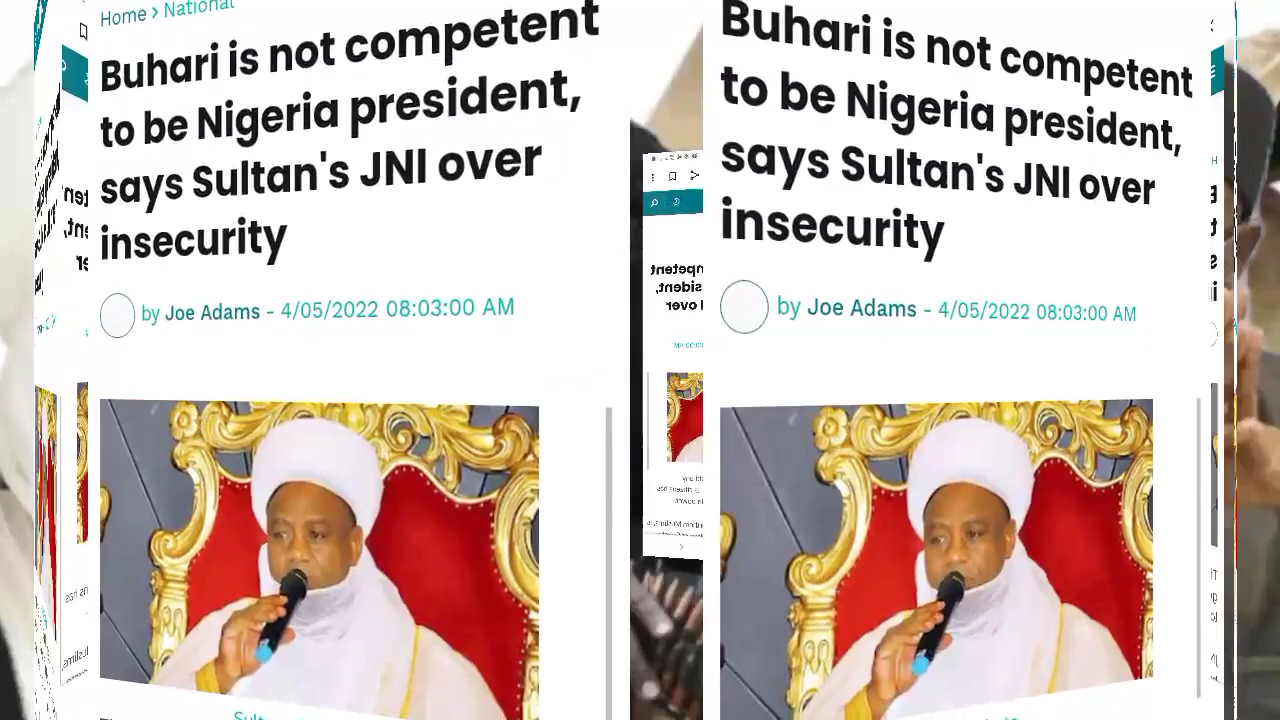 Home > National
Buhari is not competent
to be Nigeria president,
says Sultan's JNI over
insecurity
by Joe Adams - 4/05/2022 08:03:00 AM
Buhari is not competent
to be Nigeria president,
says Sultan's JNI over
insecurity
by Joe Adams - 4/05/2022 08:03:00 AM